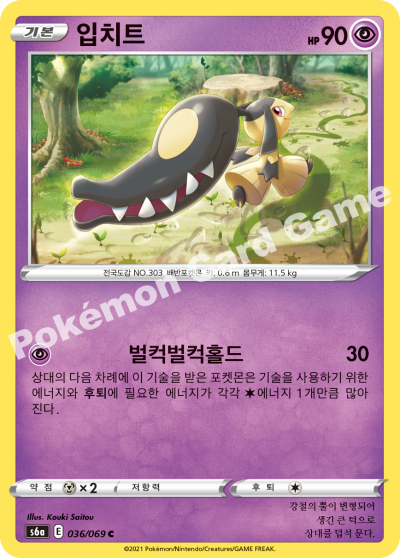 기본 입치트 HP 90
전국도감 NO.303 배반포켓몬 키: 0.6 m 몸무게: 11.5 kg
Pokémon Card Game
벌컥벌컥홀드 30
상대의 다음 차례에 이 기술을 받은 포켓몬은 기술을 사용하기 위한
에너지와 후퇴에 필요한 에너지가 각각 에너지 1개만큼 많아
진다.
약점 ×2 저항력 후퇴
Illus. Kouki Saitou
s6a E 036/069 C
강철의 뿔이 변형되어
생긴 큰 턱으로
상대를 덥석 문다.
©2021 Pokémon/Nintendo/Creatures/GAME FREAK.